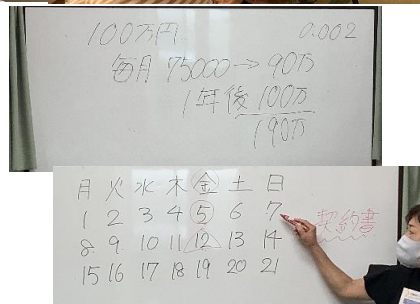 100万円 0.002
毎月 75000→90万
1年後 100万
190万
月 火 水 木 金 土 日
1 2 3 4 5 6 7
契約書
8 9 10 11 12 13 14
15 16 17 18 19 20 21